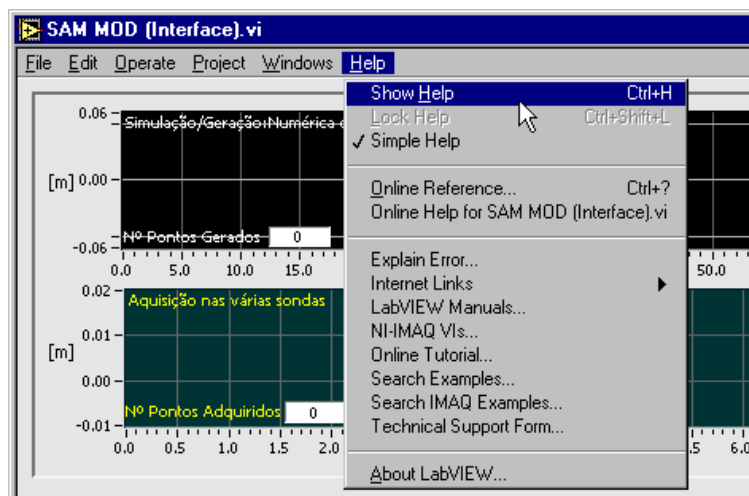 SAM MOD (Interface).vi
File Edit Operate Project Windows Help
Show Help Ctrl+H
Lock Help Ctrl+Shift+L
Simple Help
Online Reference... Ctrl+?
Online Help for SAM MOD (Interface).vi
Explain Error...
Internet Links
LabVIEW Manuals...
NI-IMAQ VIs...
Online Tutorial...
Search Examples...
Search IMAQ Examples...
Technical Support Form...
About LabVIEW...
0.06
Simulação/Geração:Numérica
[m] 0.00
Nº Pontos Gerados 0
-0.06
0.0 5.0 10.0 15.0 50.0
0.02
Aquisição nas várias sondas
0.01
[m]
0.00
Nº Pontos Adquiridos 0
-0.01
0.0 0.5 1.0 1.5 2.0 .5 6.0